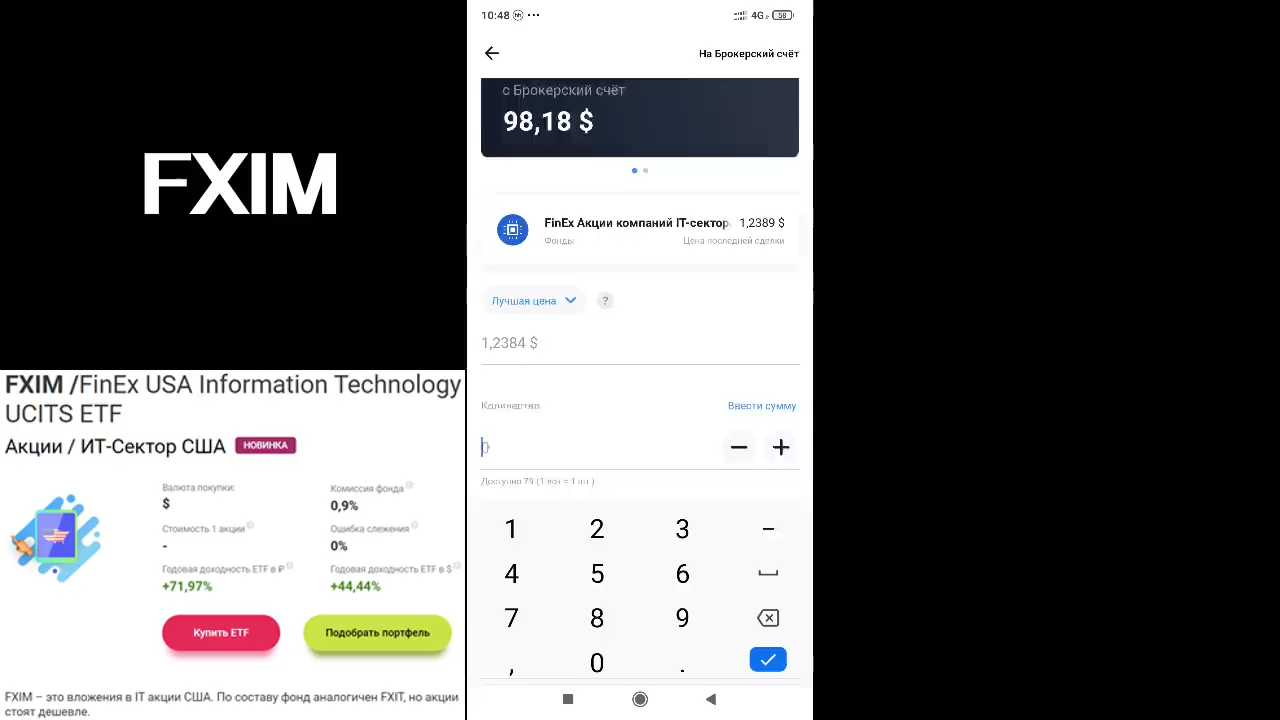 FXIM
FXIM /FinEx USA Information Technology
UCITS ETF
Акции / ИТ-Сектор США НОВИНКА
Валюта покупки:
$
Комиссия фонда
0,9%
Стоимость 1 акции
-
Ошибка слежения
0%
Годовая доходность ETF в ₽
+71,97%
Годовая доходность ETF в $
+44,44%
Купить ETF
Подобрать портфель
FXIM – это вложения в IT акции США. По составу фонд аналогичен FXIT, но акции
стоят дешевле.
10:48
4G
58
На Брокерский счёт
с Брокерский счёт
98,18 $
FinEx Акции компаний IT-сектор 1,2389 $
Фонды Цена последней сделки
Лучшая цена ?
1,2384 $
Количество Ввести сумму
0
Доступно 79 (1 лот = 1 шт.)
1 2 3 –
4 5 6
7 8 9
, 0 .